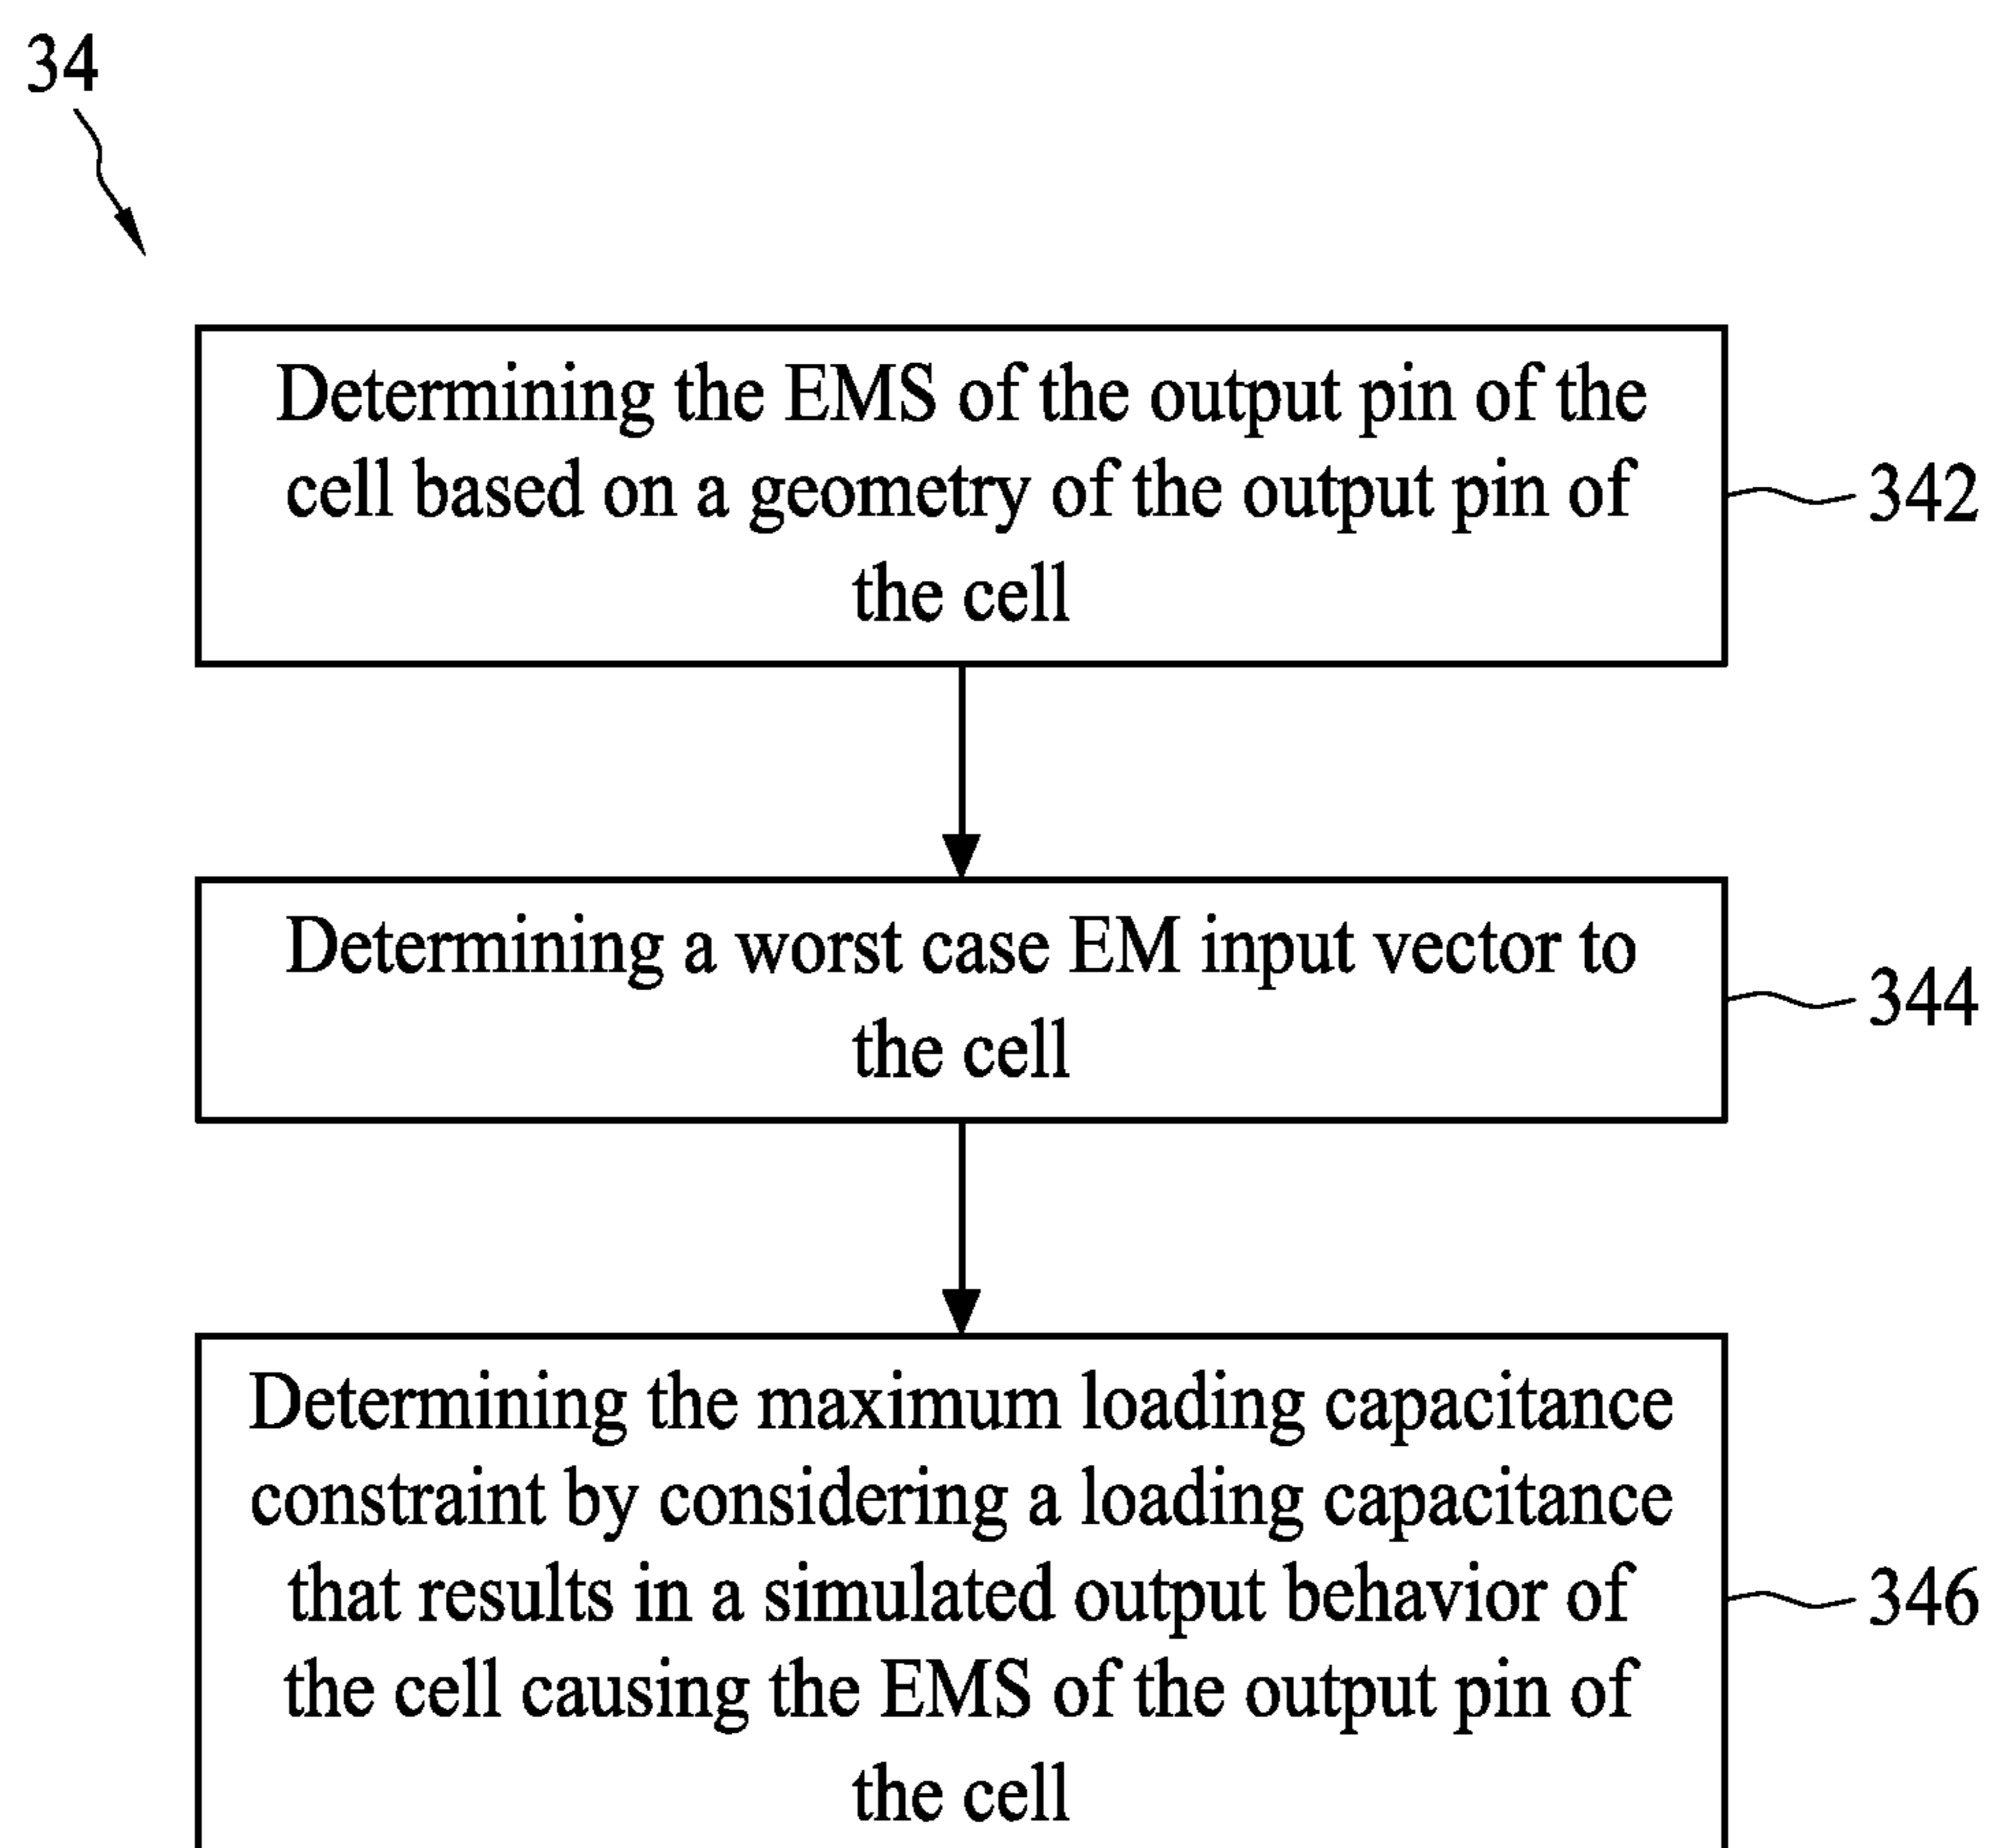 34
Determining the EMS of the output pin of the
cell based on a geometry of the output pin of
the cell
342
Determining a worst case EM input vector to
the cell
344
Determining the maximum loading capacitance
constraint by considering a loading capacitance
that results in a simulated output behavior of
the cell causing the EMS of the output pin of
the cell
346